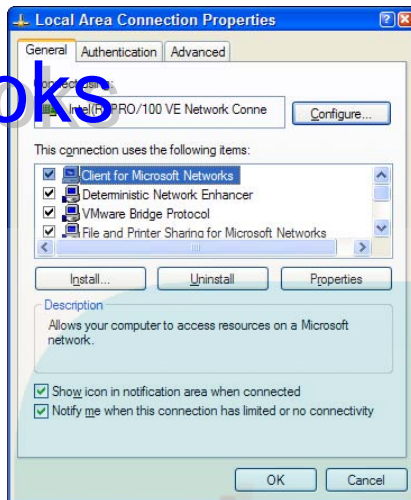 Local Area Connection Properties
General Authentication Advanced
Connect using:
Intel(R) PRO/100 VE Network Conne Configure...
oks
This connection uses the following items:
Client for Microsoft Networks
Deterministic Network Enhancer
VMware Bridge Protocol
File and Printer Sharing for Microsoft Networks
Install... Uninstall Properties
Description
Allows your computer to access resources on a Microsoft
network.
Show icon in notification area when connected
Notify me when this connection has limited or no connectivity
OK Cancel